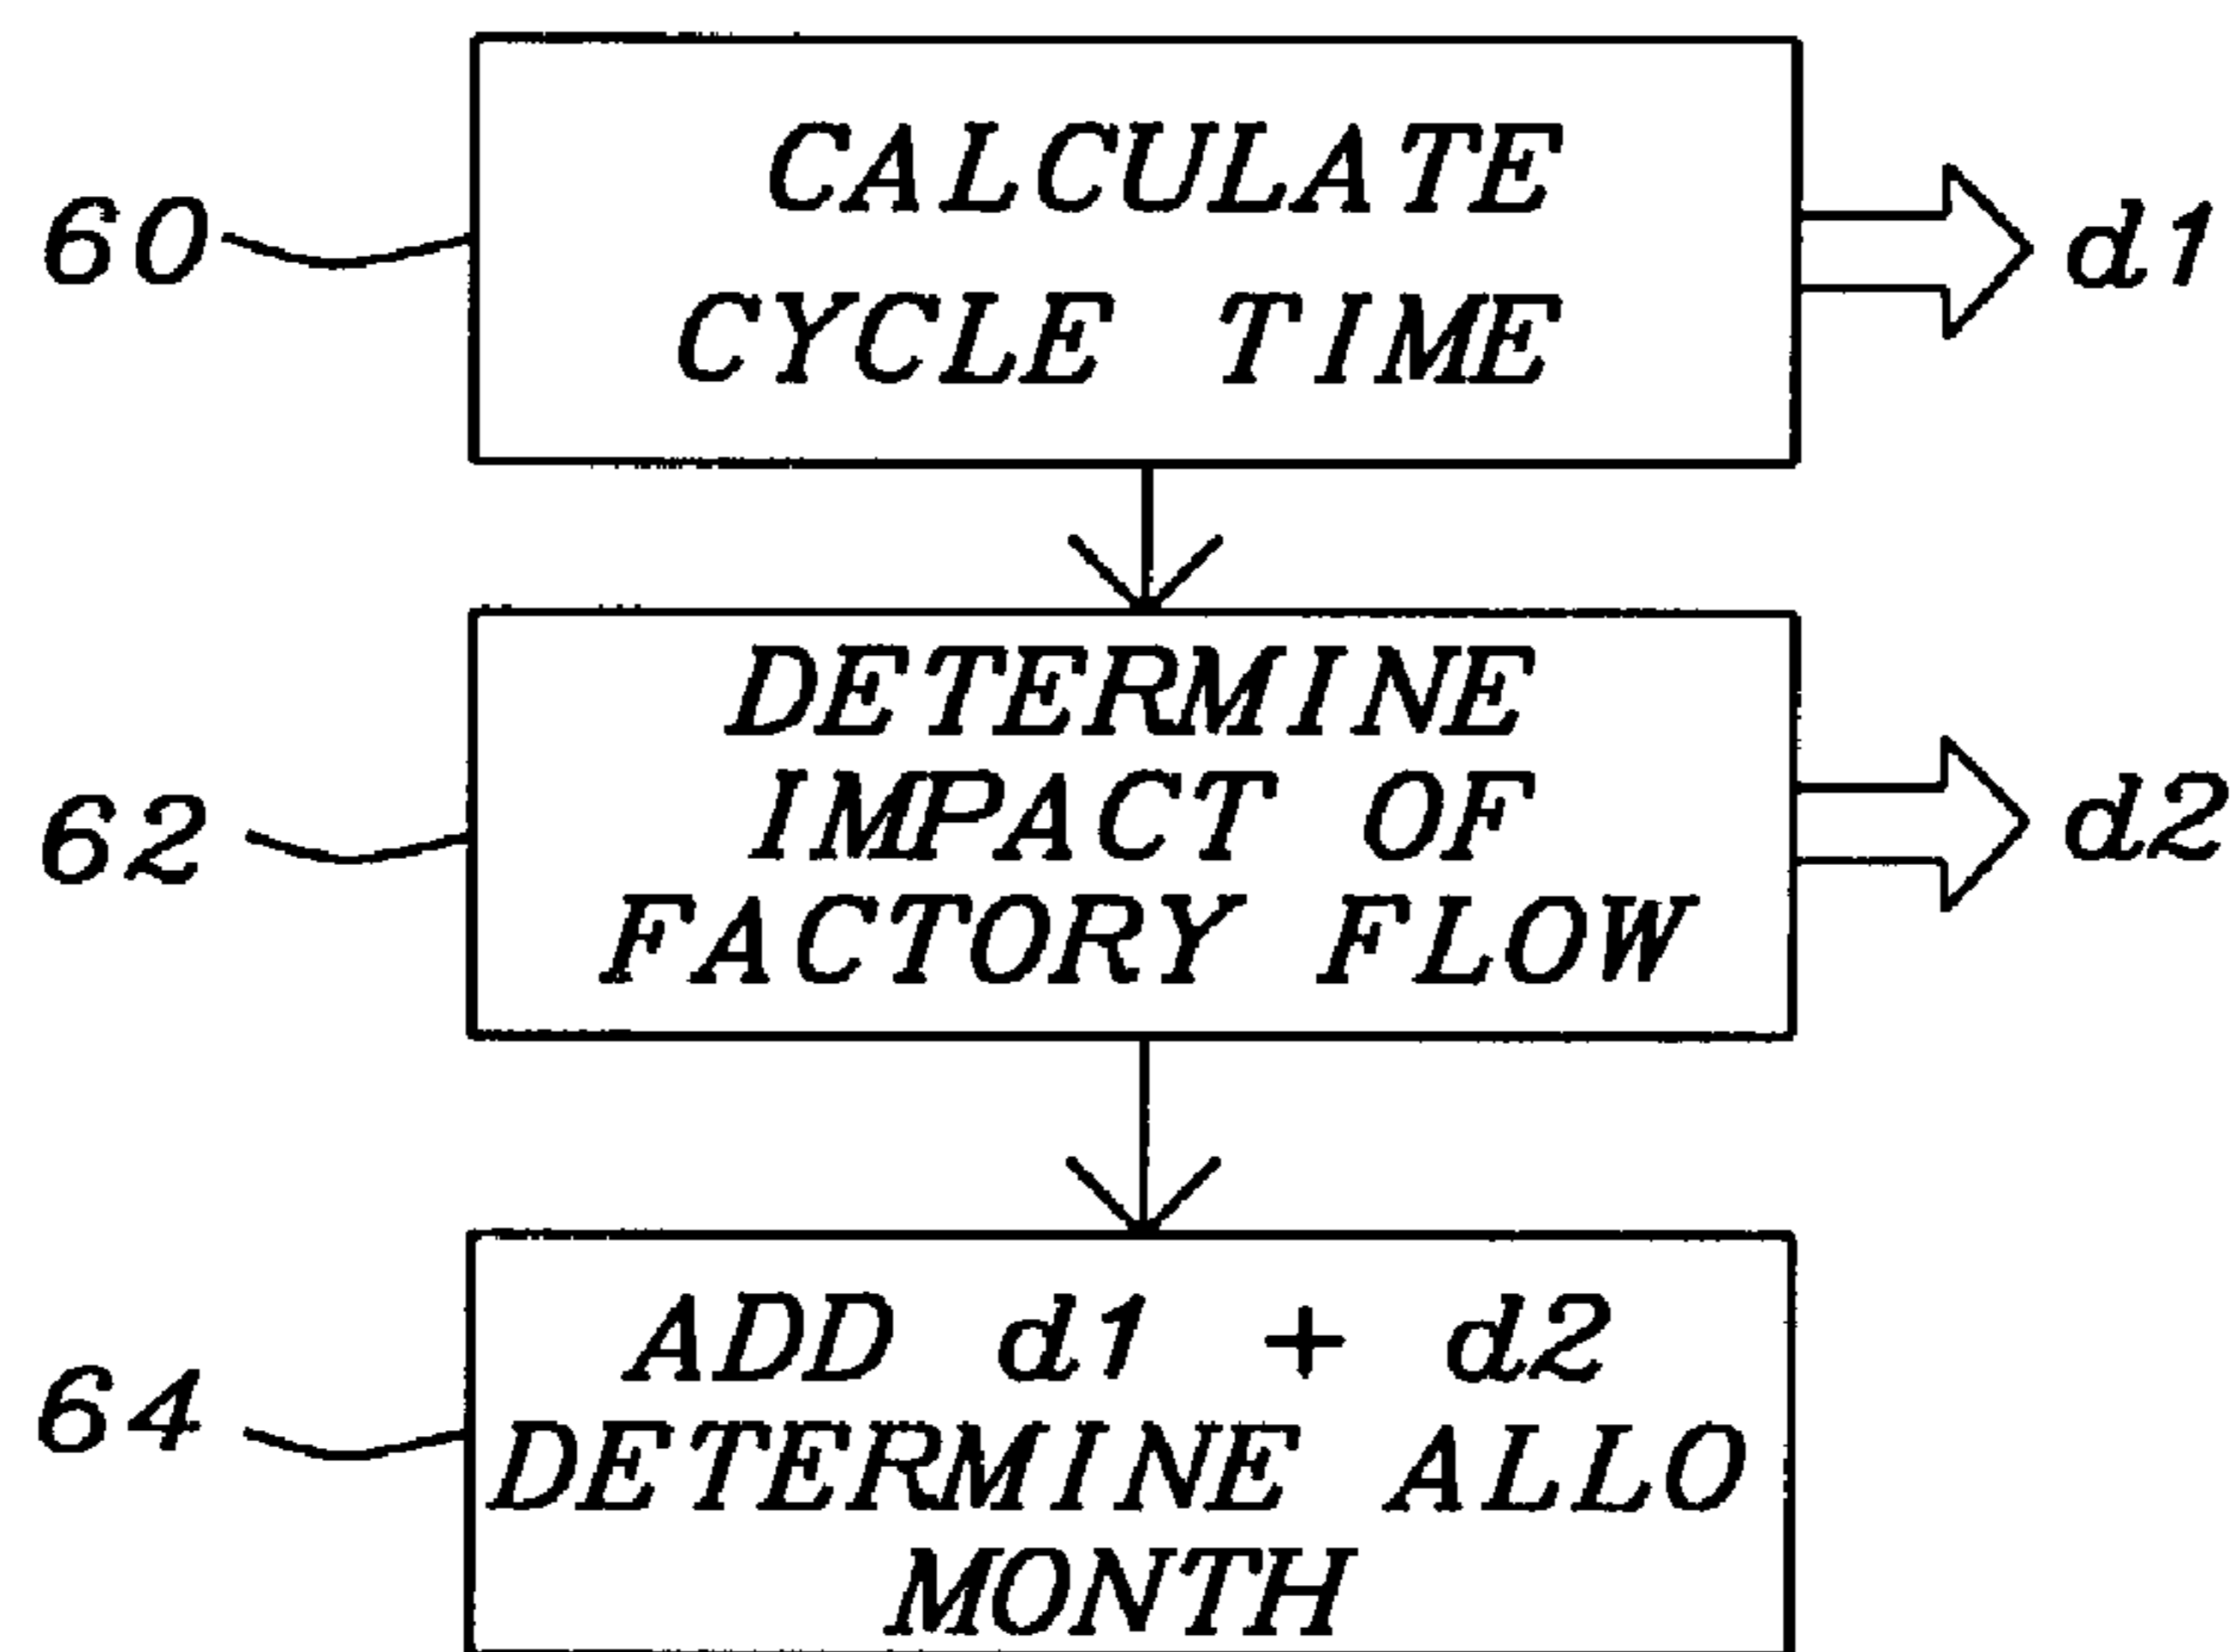 CALCULATE
60 CYCLE TIME d1
DETERMINE
62 IMPACT OF d2
FACTORY FLOW
ADD d1 + d2
64 DETERMINE ALLO
MONTH